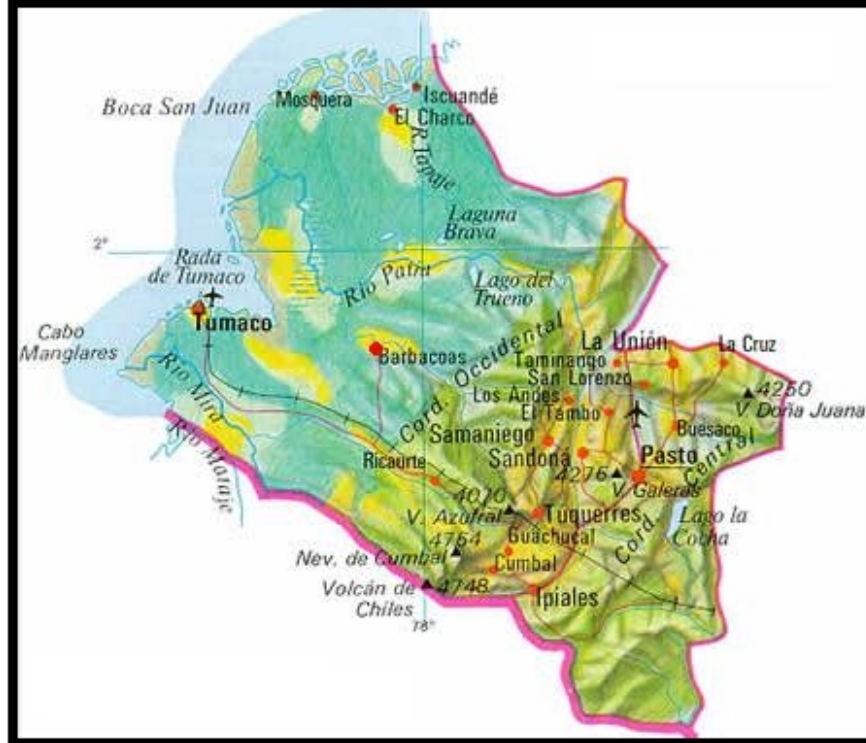 Boca San Juan
Mosquera
Iscuandé
El Charco
R. Tapaje
Laguna
Brava
2°
Rada
de Tumaco
Río Patía
Lago del
Trueno
Tumaco
Cabo
Manglares
Río Mira
Río Mataje
Barbacoas
Cord. Occidental
La Unión
La Cruz
Taminango
San Lorenzo
Los Andes
El Tambo
4250
V. Doña Juana
Buesaco
Samaniego
Sandoná
Pasto
4276
V. Galeras
Cord. Central
Ricaurte
4070
V. Azufral
Túquerres
Lago la
Cocha
4764
Guachucal
Nev. de Cumbal
Cumbal
Volcán de
Chiles
4748
Ipiales
78°